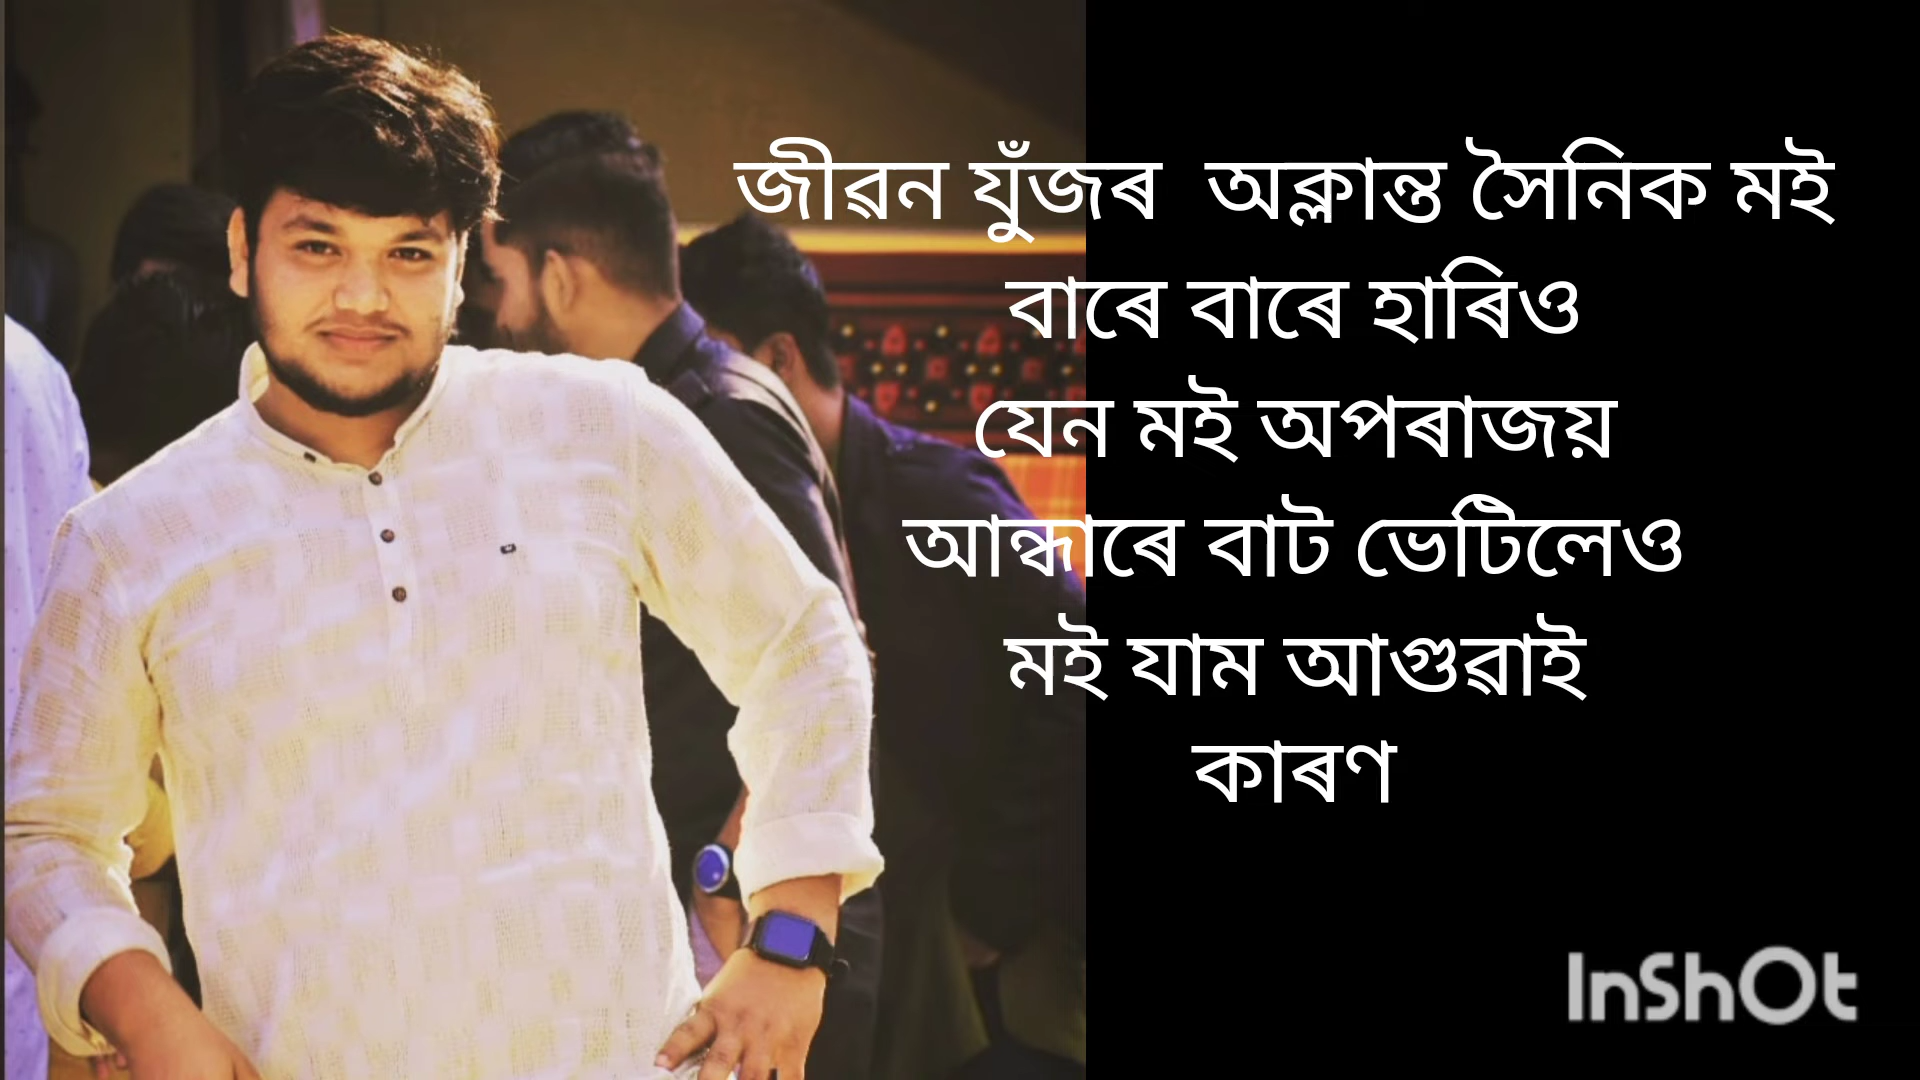 জীৱন যুঁজৰ অক্লান্ত সৈনিক মই
বাৰে বাৰে হাৰিও
যেন মই অপৰাজয়
আন্ধাৰে বাট ভেটিলেও
মই যাম আগুৱাই
কাৰণ
InShOt